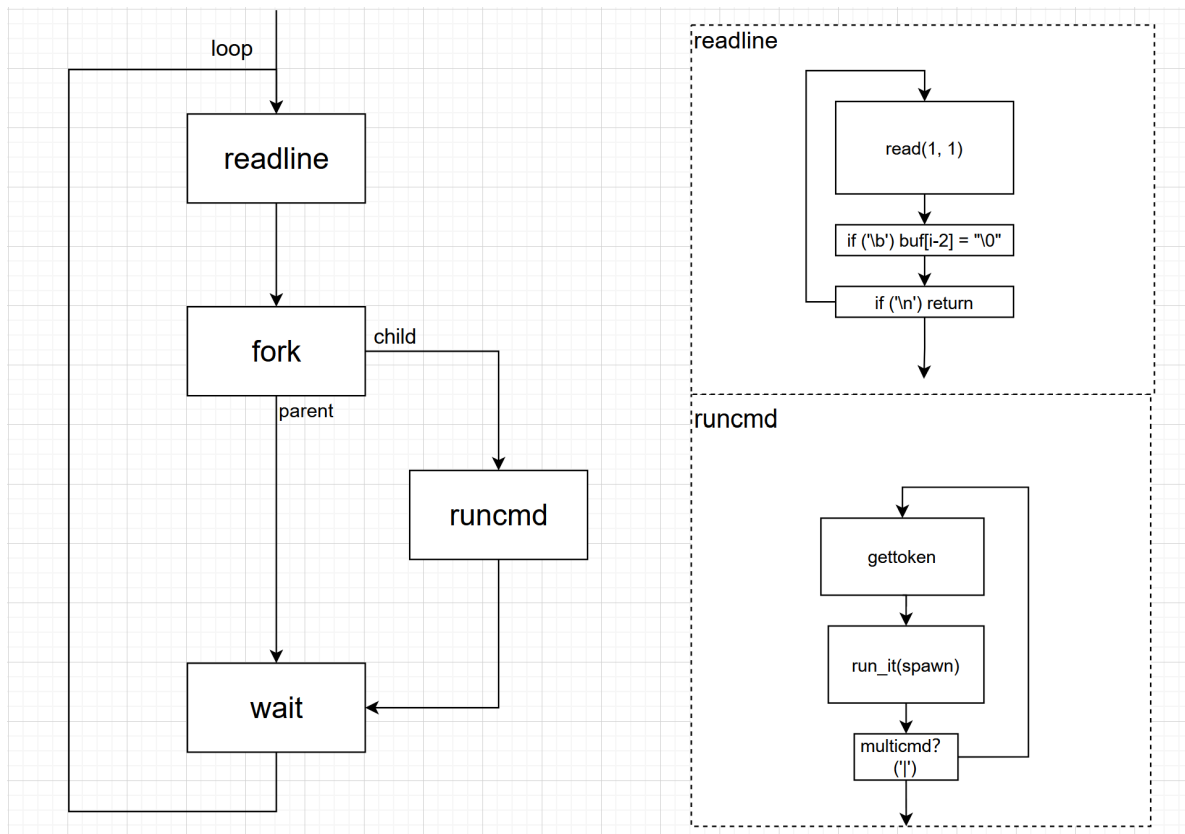 loop
readline
fork
child
parent
runcmd
wait
readline
read(1, 1)
if ('\b') buf[i-2] = "\0"
if ('\n') return
runcmd
gettoken
run_it(spawn)
multicmd?
('|')